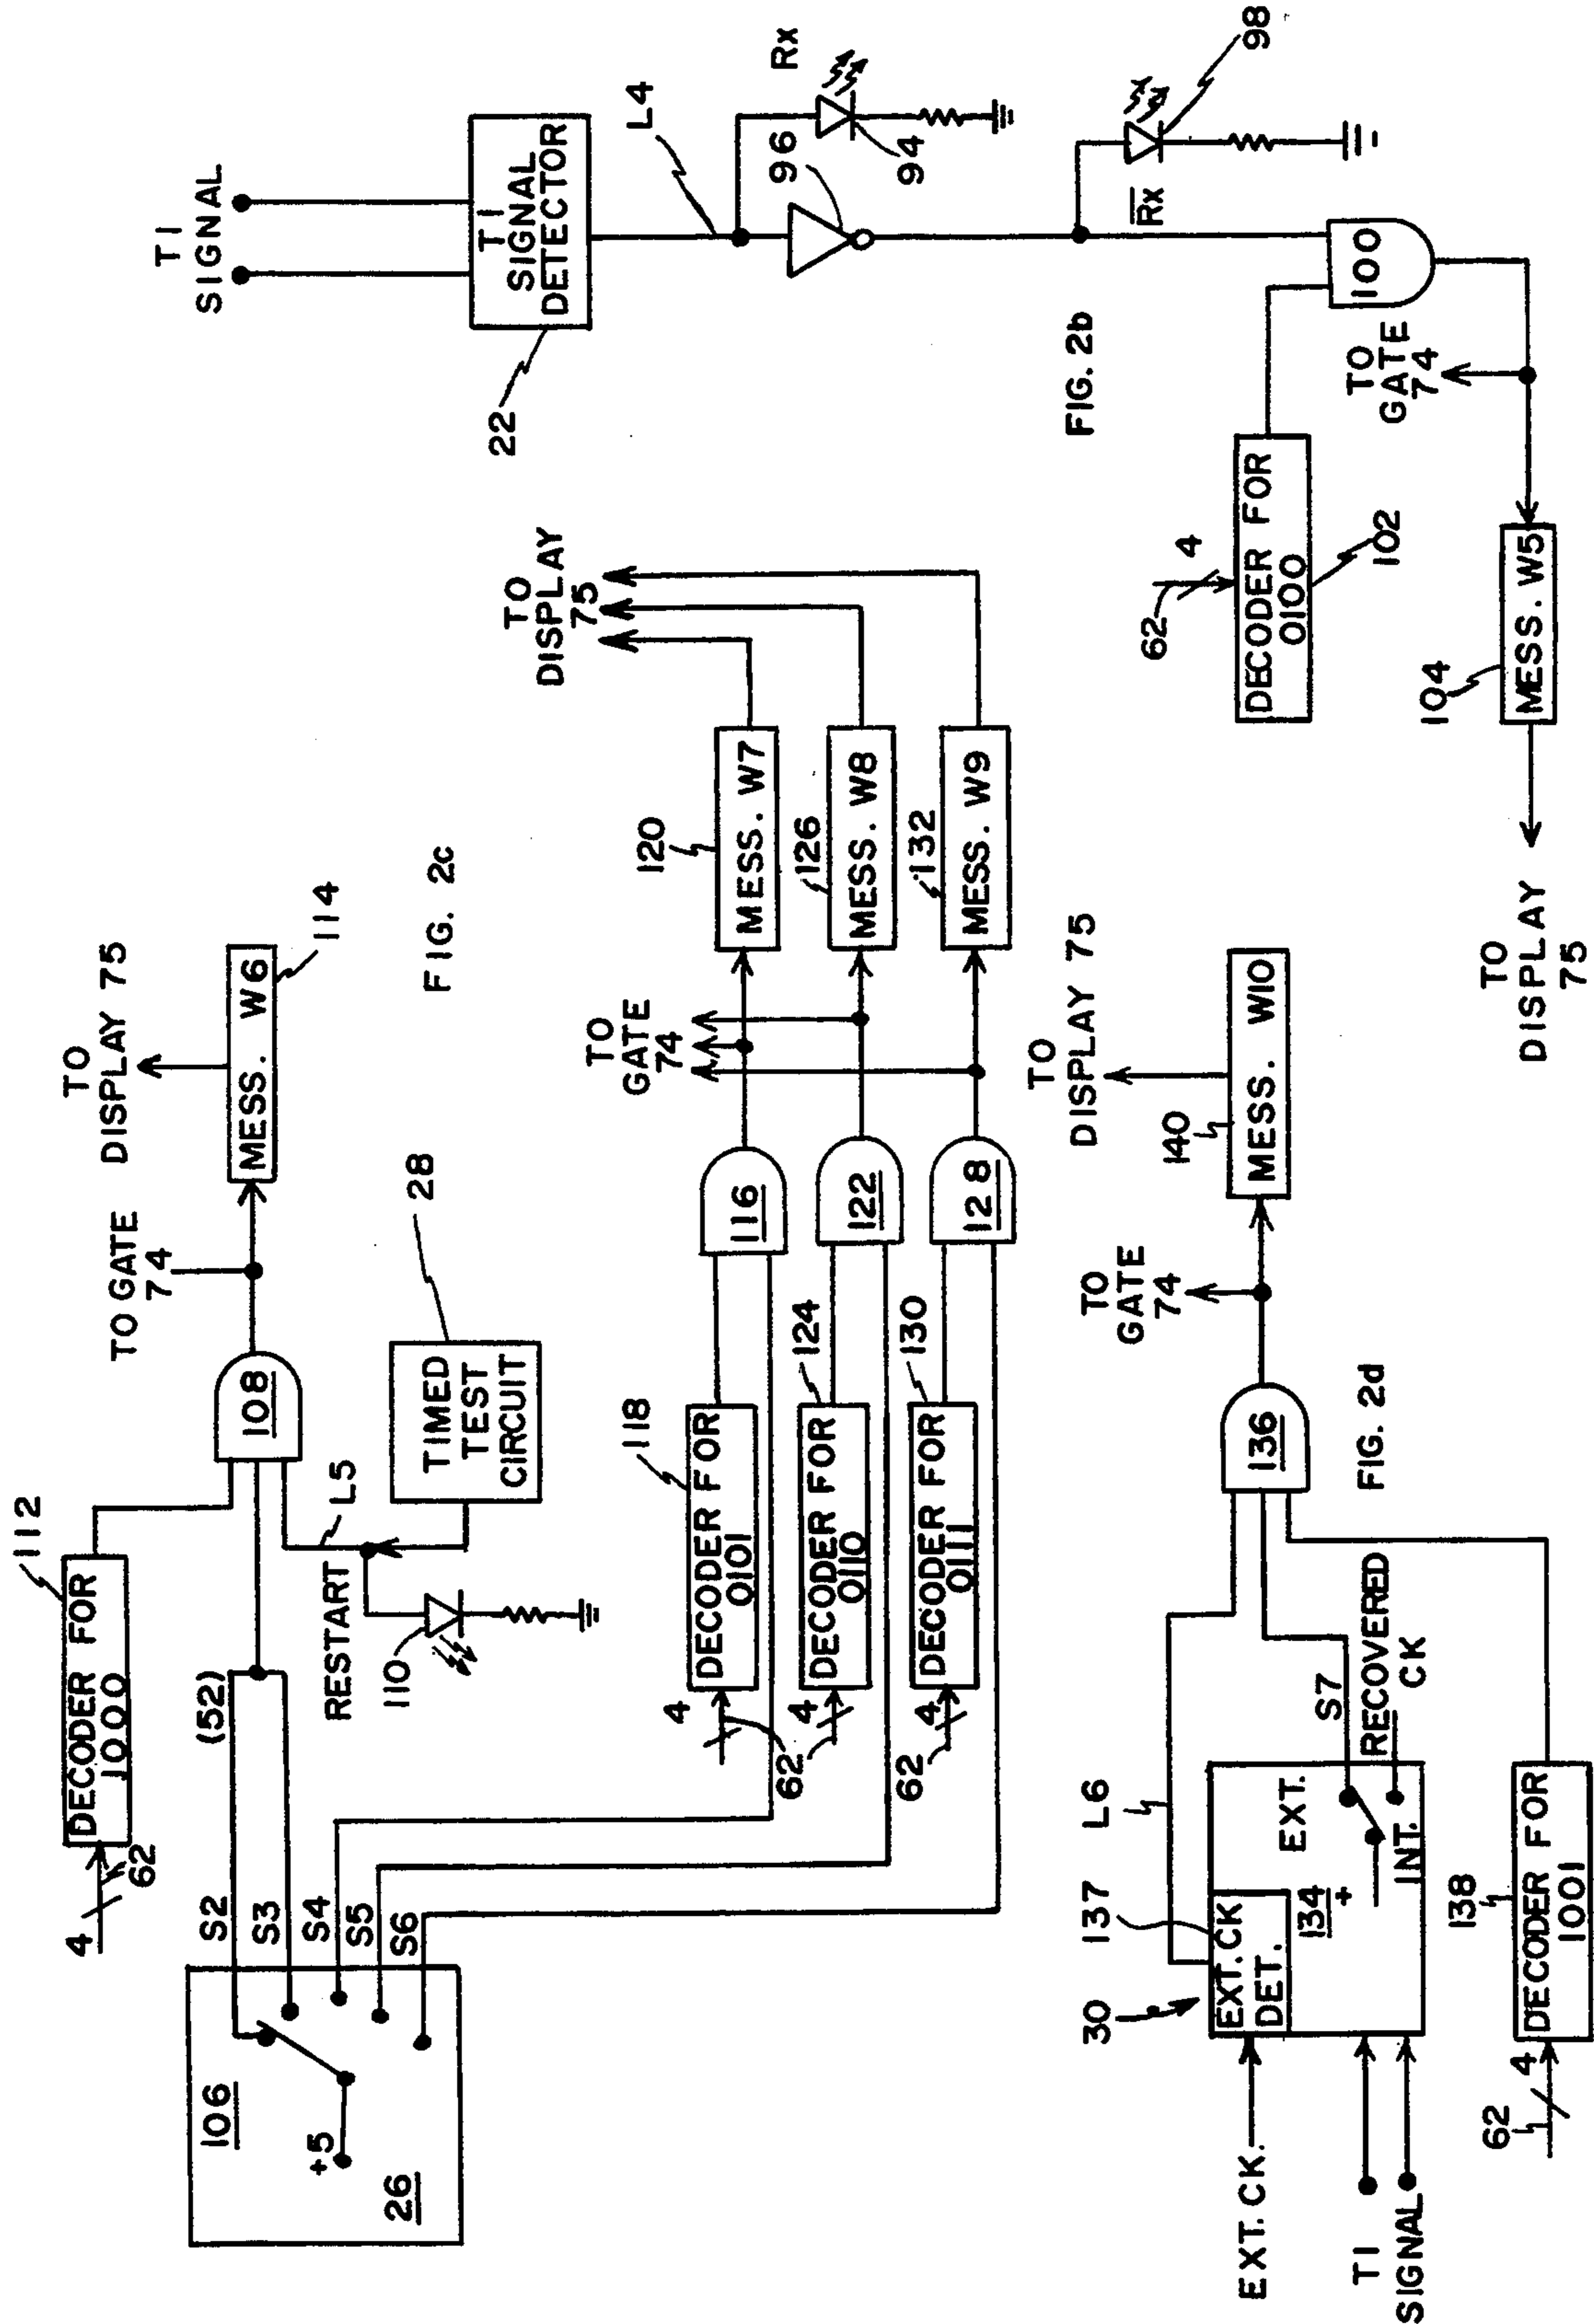 112
DECODER FOR
1000
4
62
(52)
S2
S3
S4
S5
S6
106
+5
26
108
TO GATE
74
TO
DISPLAY 75
MESS. W6
114
L5
RESTART
110
TIMED
TEST
CIRCUIT
28
FIG. 2c
118
DECODER FOR
0101
4
62
116
124
DECODER FOR
0110
4
122
130
DECODER FOR
0111
4
62
128
TO
GATE
74
120
MESS. W7
126
MESS. W8
132
MESS. W9
TO
DISPLAY
75
T1
SIGNAL
T1
SIGNAL
DETECTOR
22
L4
Rx
94
96
Rx
98
FIG. 2b
100
62
4
DECODER FOR
0100
102
TO
GATE
74
104
MESS. W5
TO
DISPLAY
75
EXT. CK.
T1
SIGNAL
30
137
EXT. CK
DET.
134
+
EXT.
INT.
L6
S7
RECOVERED
CK
62
4
138
DECODER FOR
1001
136
FIG. 2d
TO
GATE
74
140
MESS. W10
TO
DISPLAY 75